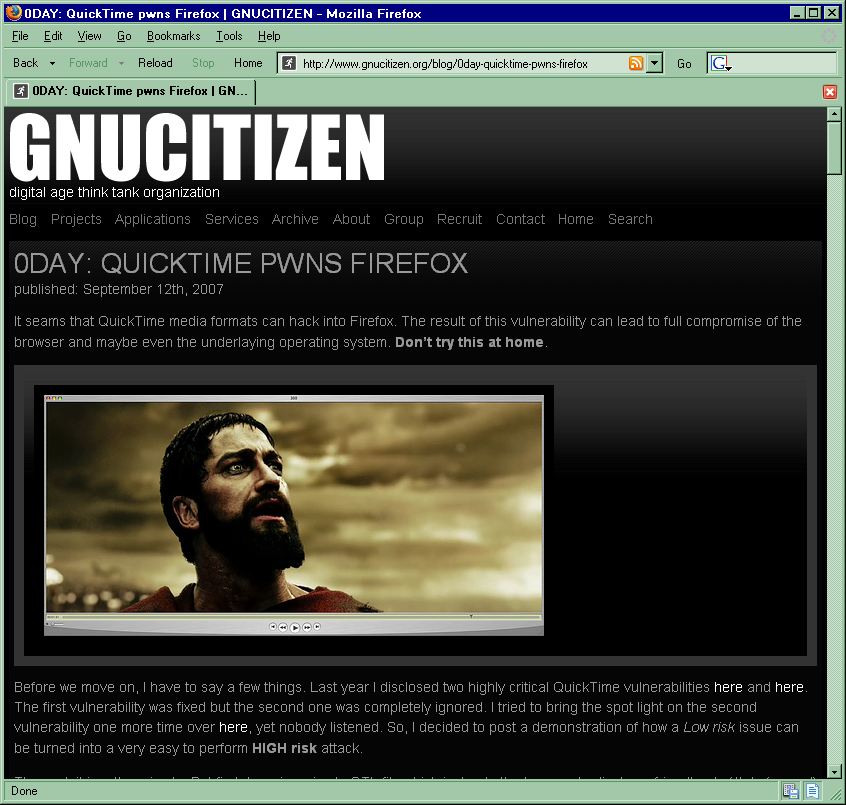 0DAY: QuickTime pwns Firefox | GNUCITIZEN - Mozilla Firefox
File Edit View Go Bookmarks Tools Help
Back Forward Reload Stop Home http://www.gnucitizen.org/blog/0day-quicktime-pwns-firefox Go G
0DAY: QuickTime pwns Firefox | GN...
GNUCITIZEN
digital age think tank organization
Blog Projects Applications Services Archive About Group Recruit Contact Home Search
0DAY: QUICKTIME PWNS FIREFOX
published: September 12th, 2007
It seams that QuickTime media formats can hack into Firefox. The result of this vulnerability can lead to full compromise of the
browser and maybe even the underlaying operating system. Don't try this at home.
300
Before we move on, I have to say a few things. Last year I disclosed two highly critical QuickTime vulnerabilities here and here.
The first vulnerability was fixed but the second one was completely ignored. I tried to bring the spot light on the second
vulnerability one more time over here, yet nobody listened. So, I decided to post a demonstration of how a Low risk issue can
be turned into a very easy to perform HIGH risk attack.
Done